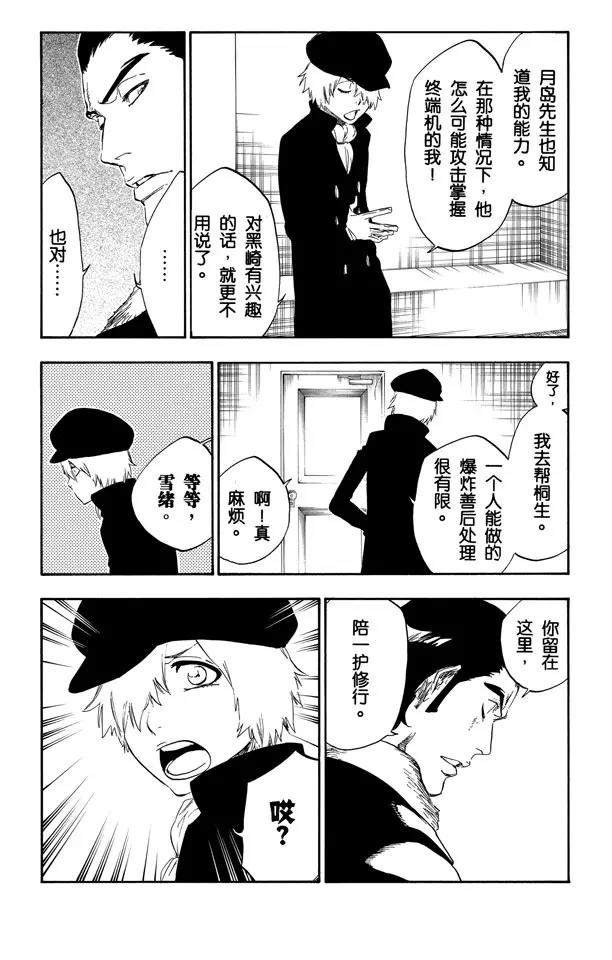 月岛先生也知
道我的能力。
在那种情况下，他
怎么可能攻击掌握
终端机的我！
对黑崎有兴趣
的话，就更不
用说了。
……
也对……
好了，
我去帮桐生。
一个人能做的
爆炸善后处理
很有限。
啊！真
麻烦。
等等，
雪绪。
你留在
这里，
陪一护修行。
哎？